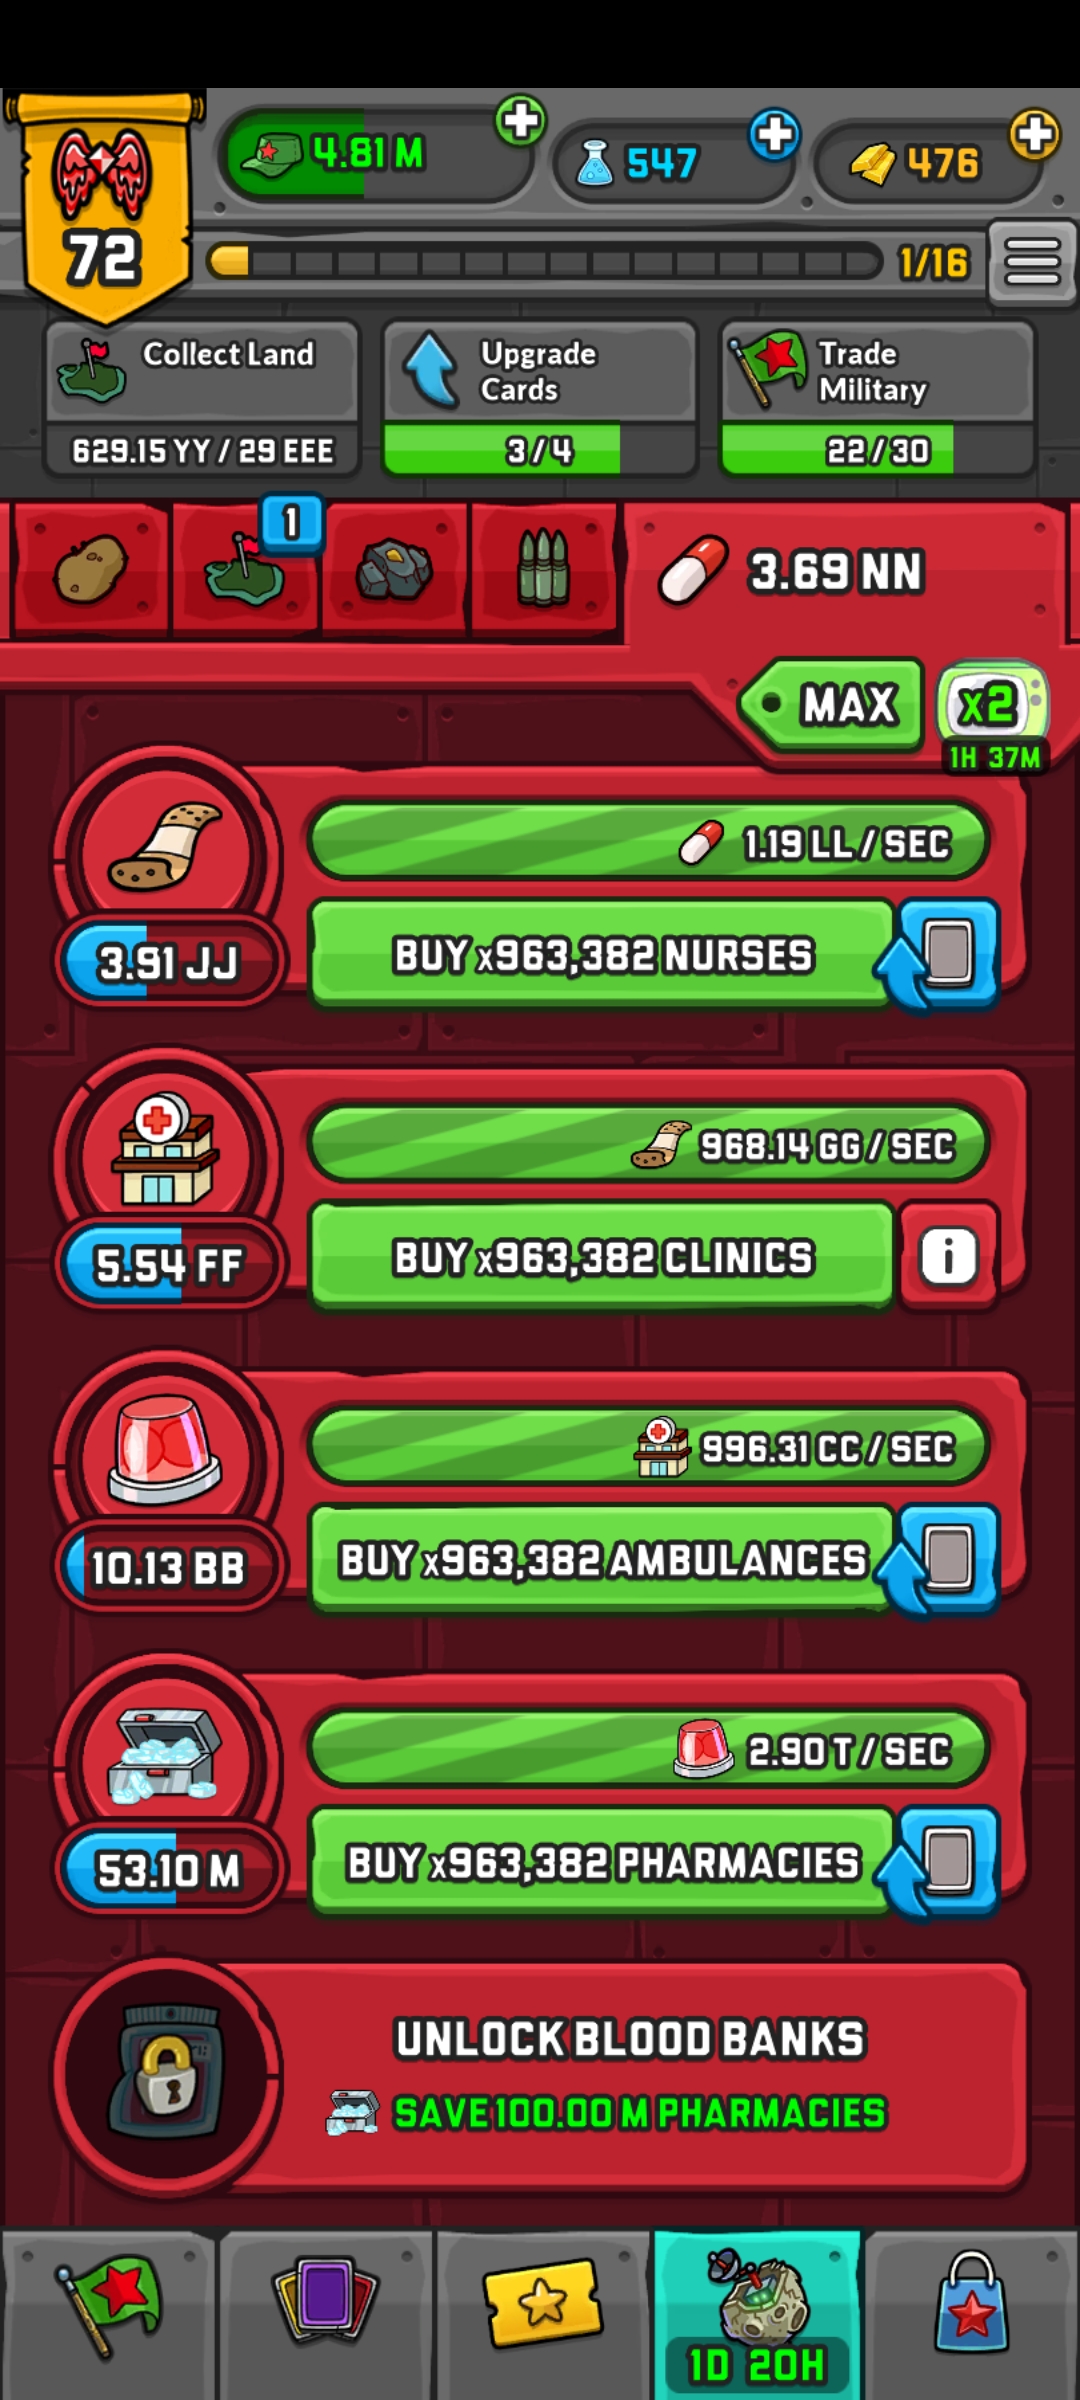 72
4.81 M
547
476
1/16
Collect Land
629.15 YY / 29 EEE
Upgrade
Cards
3/4
Trade
Military
22/30
1
3.69 NN
MAX
x2
1H 37M
1.19 LL / SEC
3.91 JJ
BUY x963,382 NURSES
968.14 GG / SEC
5.54 FF
BUY x963,382 CLINICS
i
996.31 CC / SEC
10.13 BB
BUY x963,382 AMBULANCES
2.90 T / SEC
53.10 M
BUY x963,382 PHARMACIES
UNLOCK BLOOD BANKS
SAVE 100.00 M PHARMACIES
1D 20H